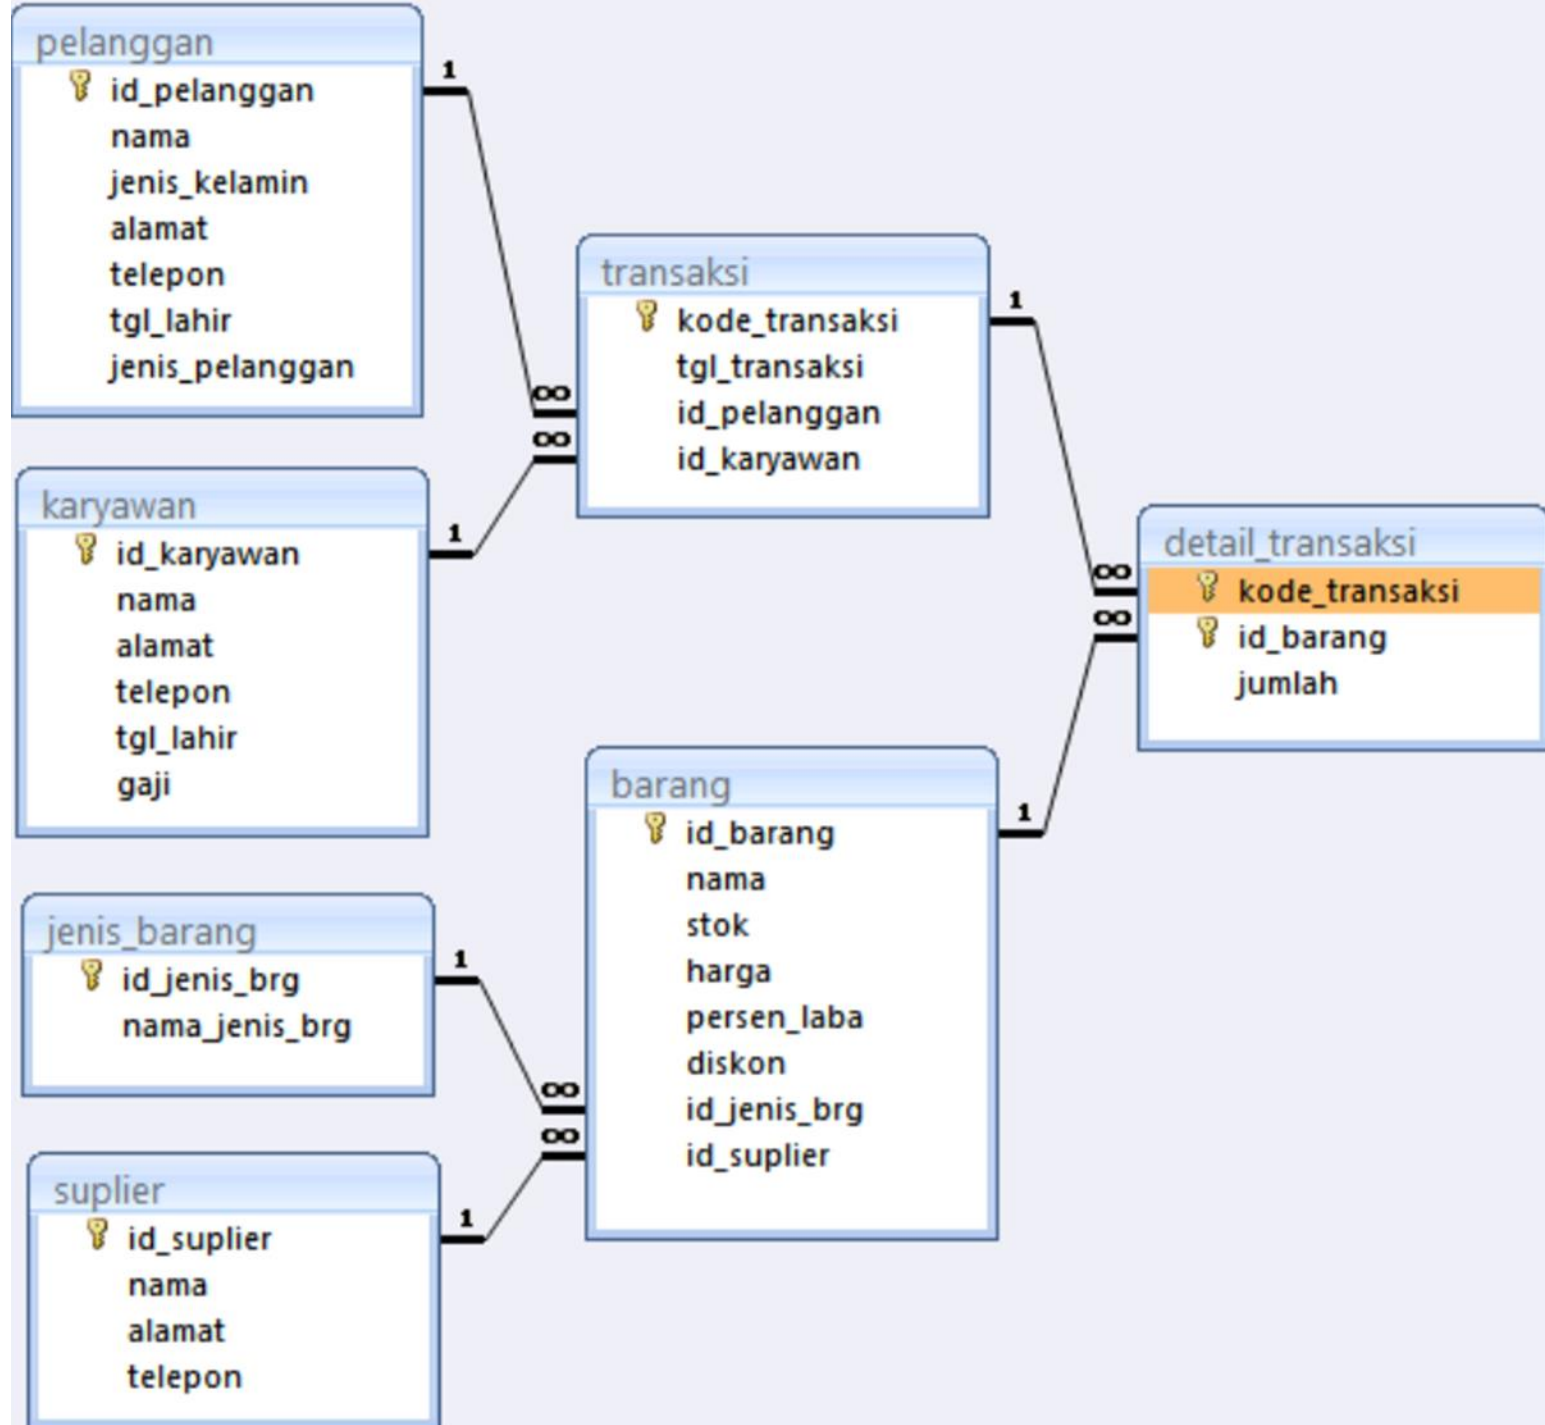 pelanggan
id_pelanggan
nama
jenis_kelamin
alamat
telepon
tgl_lahir
jenis_pelanggan
1
∞
transaksi
kode_transaksi
tgl_transaksi
id_pelanggan
id_karyawan
1
∞
karyawan
id_karyawan
nama
alamat
telepon
tgl_lahir
gaji
1
∞
detail_transaksi
kode_transaksi
id_barang
jumlah
∞
barang
id_barang
nama
stok
harga
persen_laba
diskon
id_jenis_brg
id_suplier
1
jenis_barang
id_jenis_brg
nama_jenis_brg
1
∞
suplier
id_suplier
nama
alamat
telepon
1
∞